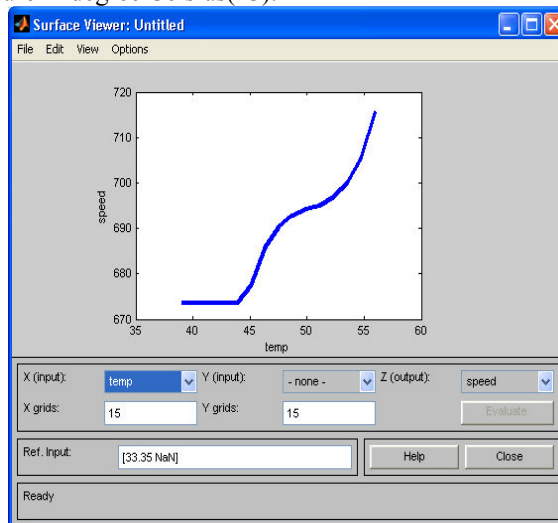 Surface Viewer: Untitled
File Edit View Options
720
710
700
690
680
670
speed
35 40 45 50 55 60
temp
X (input): temp Y (input): - none - Z (output): speed
X grids: 15 Y grids: 15 Evaluate
Ref. Input: [33.35 NaN] Help Close
Ready